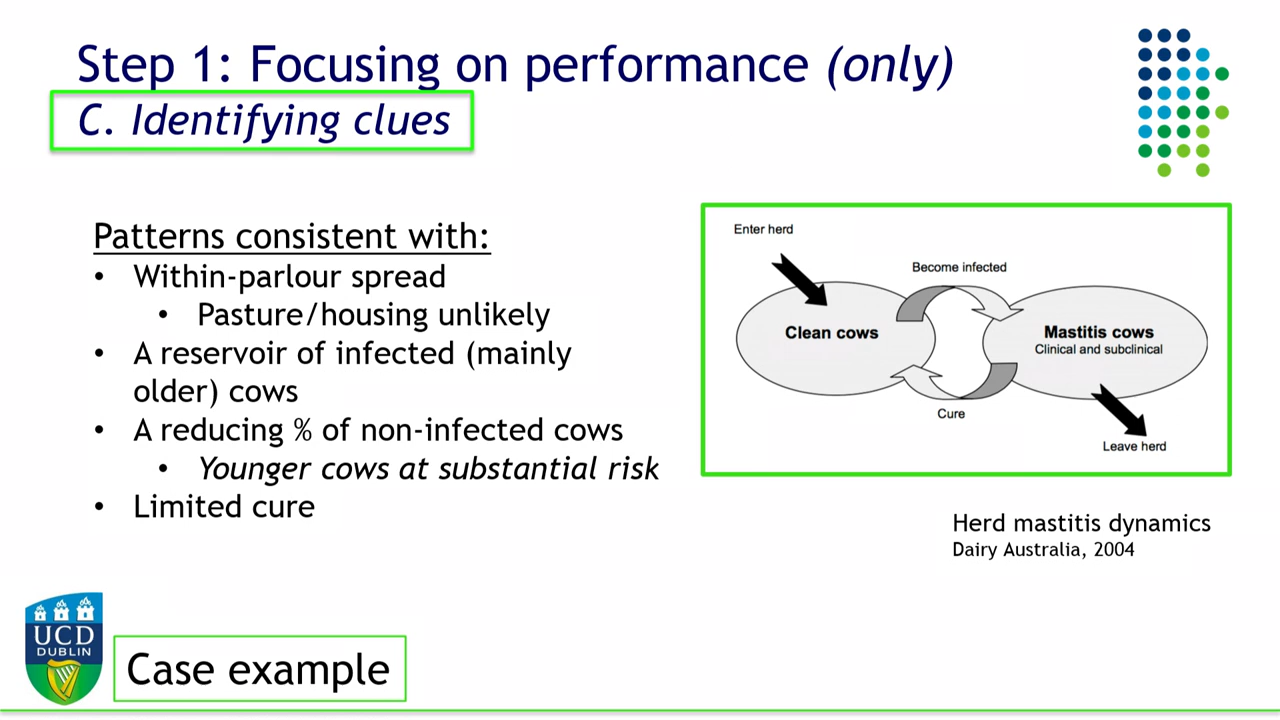 Step 1: Focusing on performance (only)
C. Identifying clues
Patterns consistent with:
• Within-parlour spread
• Pasture/housing unlikely
• A reservoir of infected (mainly
older) cows
• A reducing % of non-infected cows
• Younger cows at substantial risk
• Limited cure
Enter herd
Become infected
Clean cows
Mastitis cows
Clinical and subclinical
Cure
Leave herd
Herd mastitis dynamics
Dairy Australia, 2004
UCD
DUBLIN
Case example